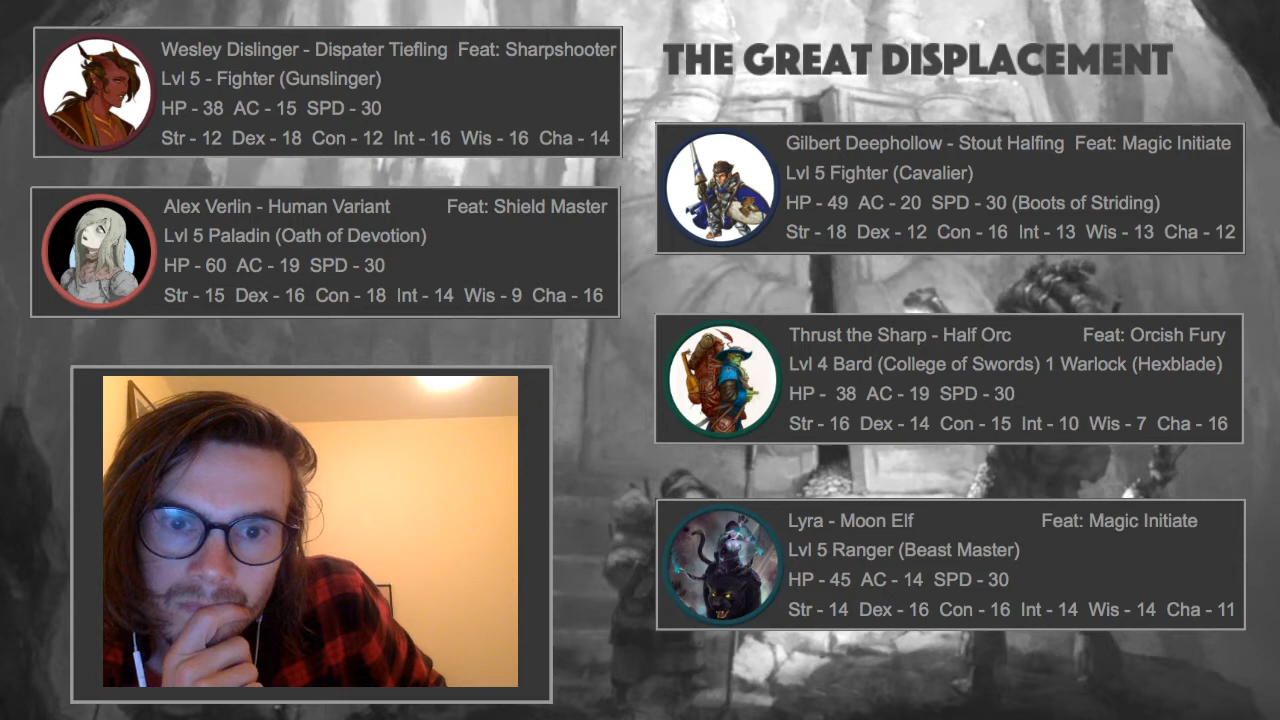 Wesley Dislinger - Dispater Tiefling Feat: Sharpshooter
Lvl 5 - Fighter (Gunslinger)
HP - 38 AC - 15 SPD - 30
Str - 12 Dex - 18 Con - 12 Int - 16 Wis - 16 Cha - 14
Alex Verlin - Human Variant Feat: Shield Master
Lvl 5 Paladin (Oath of Devotion)
HP - 60 AC - 19 SPD - 30
Str - 15 Dex - 16 Con - 18 Int - 14 Wis - 9 Cha - 16
THE GREAT DISPLACEMENT
Gilbert Deephollow - Stout Halfing Feat: Magic Initiate
Lvl 5 Fighter (Cavalier)
HP - 49 AC - 20 SPD - 30 (Boots of Striding)
Str - 18 Dex - 12 Con - 16 Int - 13 Wis - 13 Cha - 12
Thrust the Sharp - Half Orc Feat: Orcish Fury
Lvl 4 Bard (College of Swords) 1 Warlock (Hexblade)
HP - 38 AC - 19 SPD - 30
Str - 16 Dex - 14 Con - 15 Int - 10 Wis - 7 Cha - 16
Lyra - Moon Elf Feat: Magic Initiate
Lvl 5 Ranger (Beast Master)
HP - 45 AC - 14 SPD - 30
Str - 14 Dex - 16 Con - 16 Int - 14 Wis - 14 Cha - 11